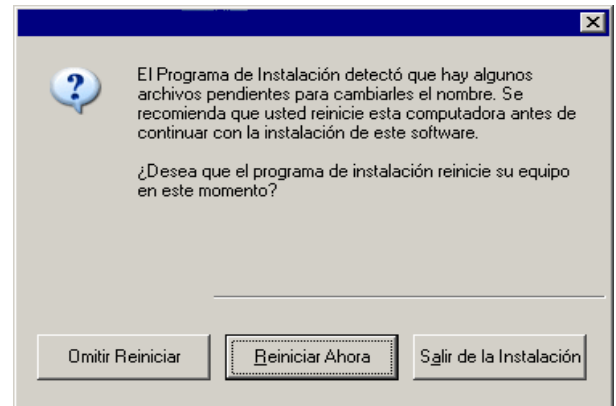 El Programa de Instalación detectó que hay algunos
archivos pendientes para cambiarles el nombre. Se
recomienda que usted reinicie esta computadora antes de
continuar con la instalación de este software.
¿Desea que el programa de instalación reinicie su equipo
en este momento?
Omitir Reiniciar
Reiniciar Ahora
Salir de la Instalación